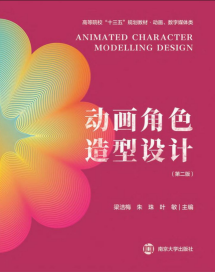 高等院校“十三五”规划教材·动画、数字媒体类
ANIMATED CHARACTER
MODELLING DESIGN
动画角色
造型设计
(第二版)
梁洁梅 朱 珠 叶 敏 | 主编
南京大学出版社